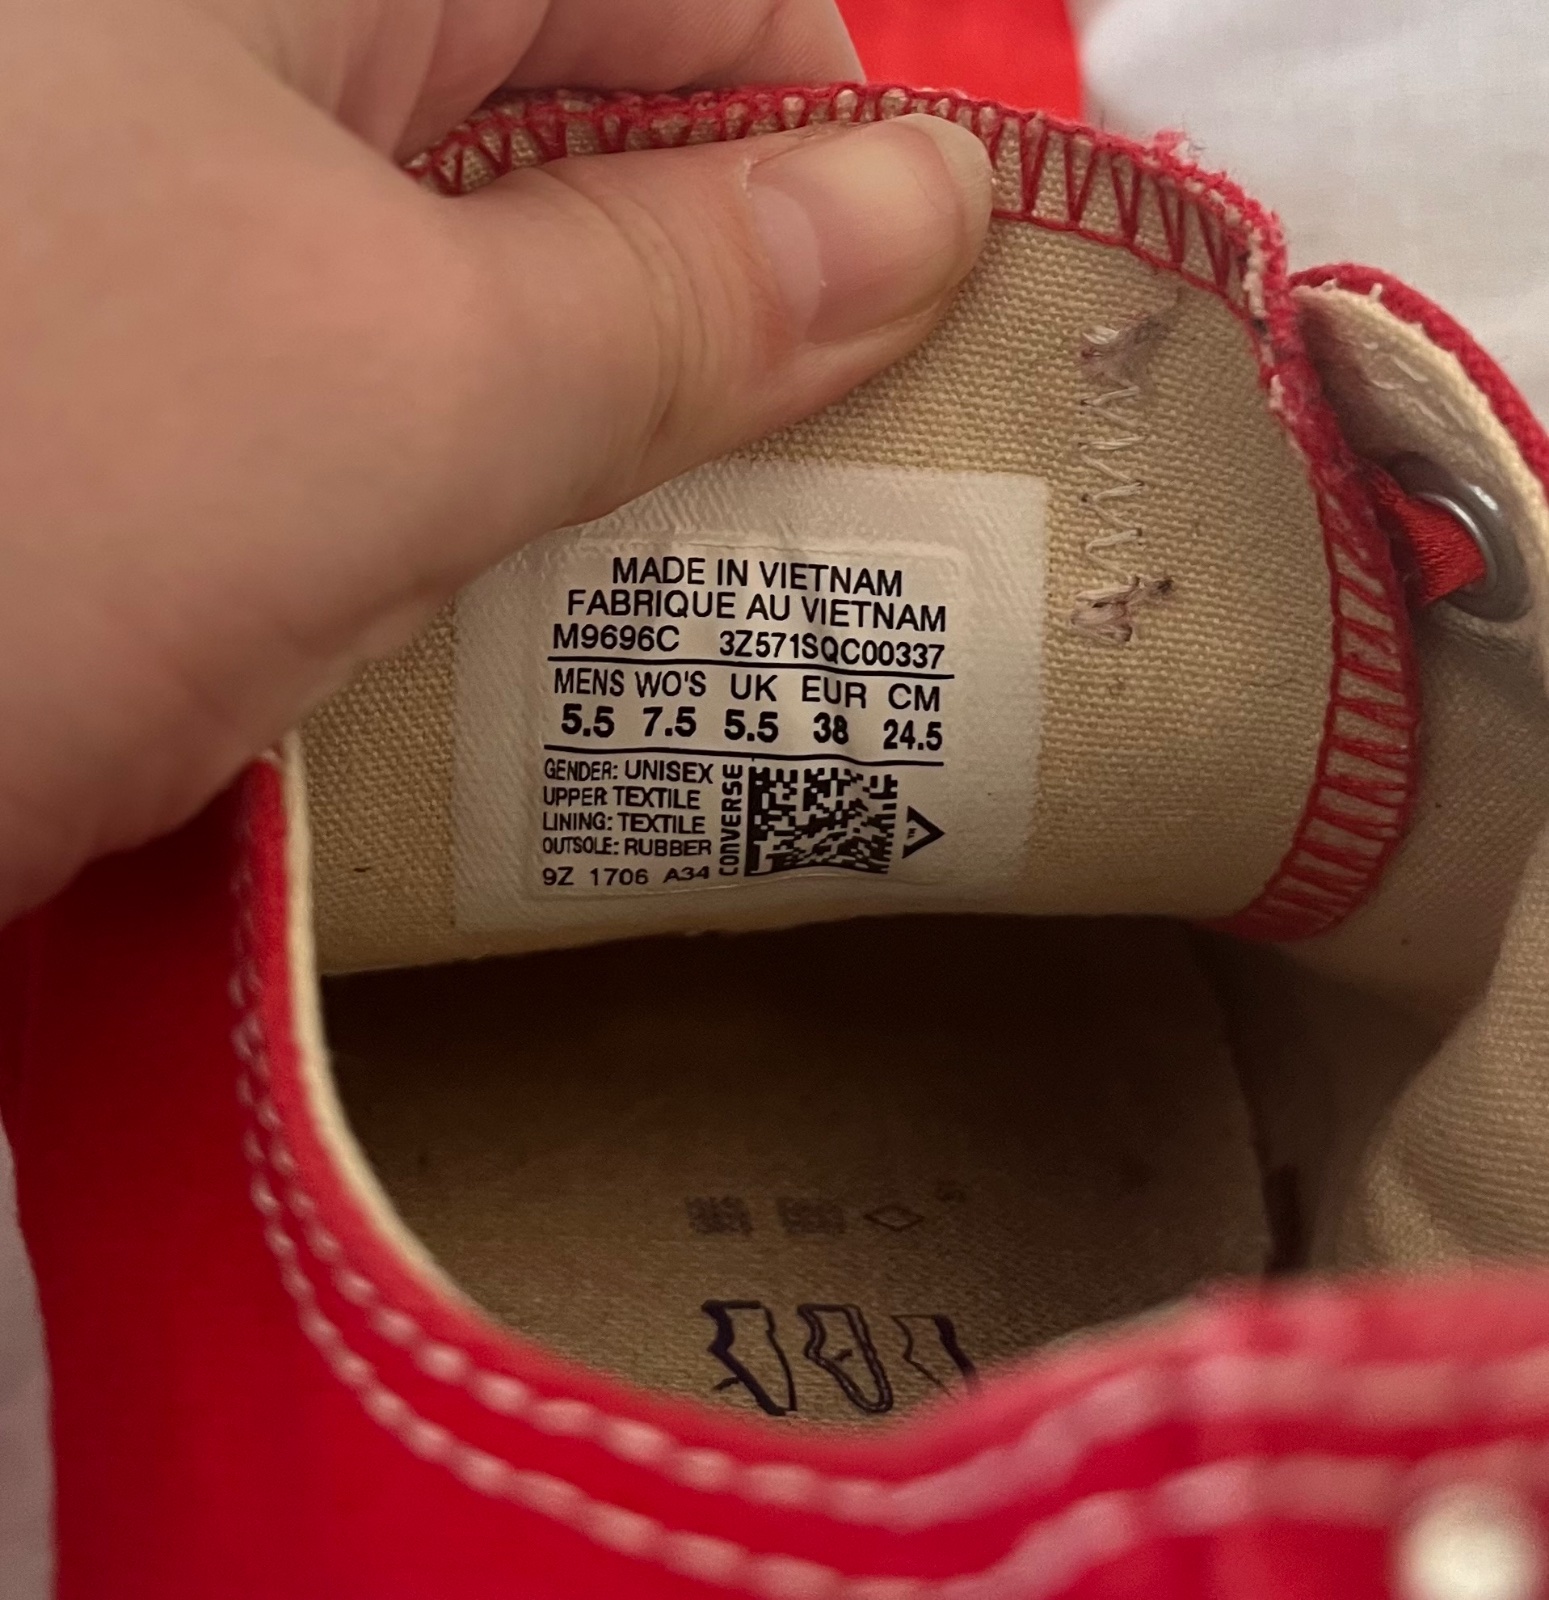 MADE IN VIETNAM
FABRIQUE AU VIETNAM
M9696C 3Z571SQC00337
MENS WO'S UK EUR CM
5.5 7.5 5.5 38 24.5
GENDER: UNISEX
UPPER TEXTILE
LINING: TEXTILE
OUTSOLE: RUBBER
9Z 1706 A34
CONVERSE